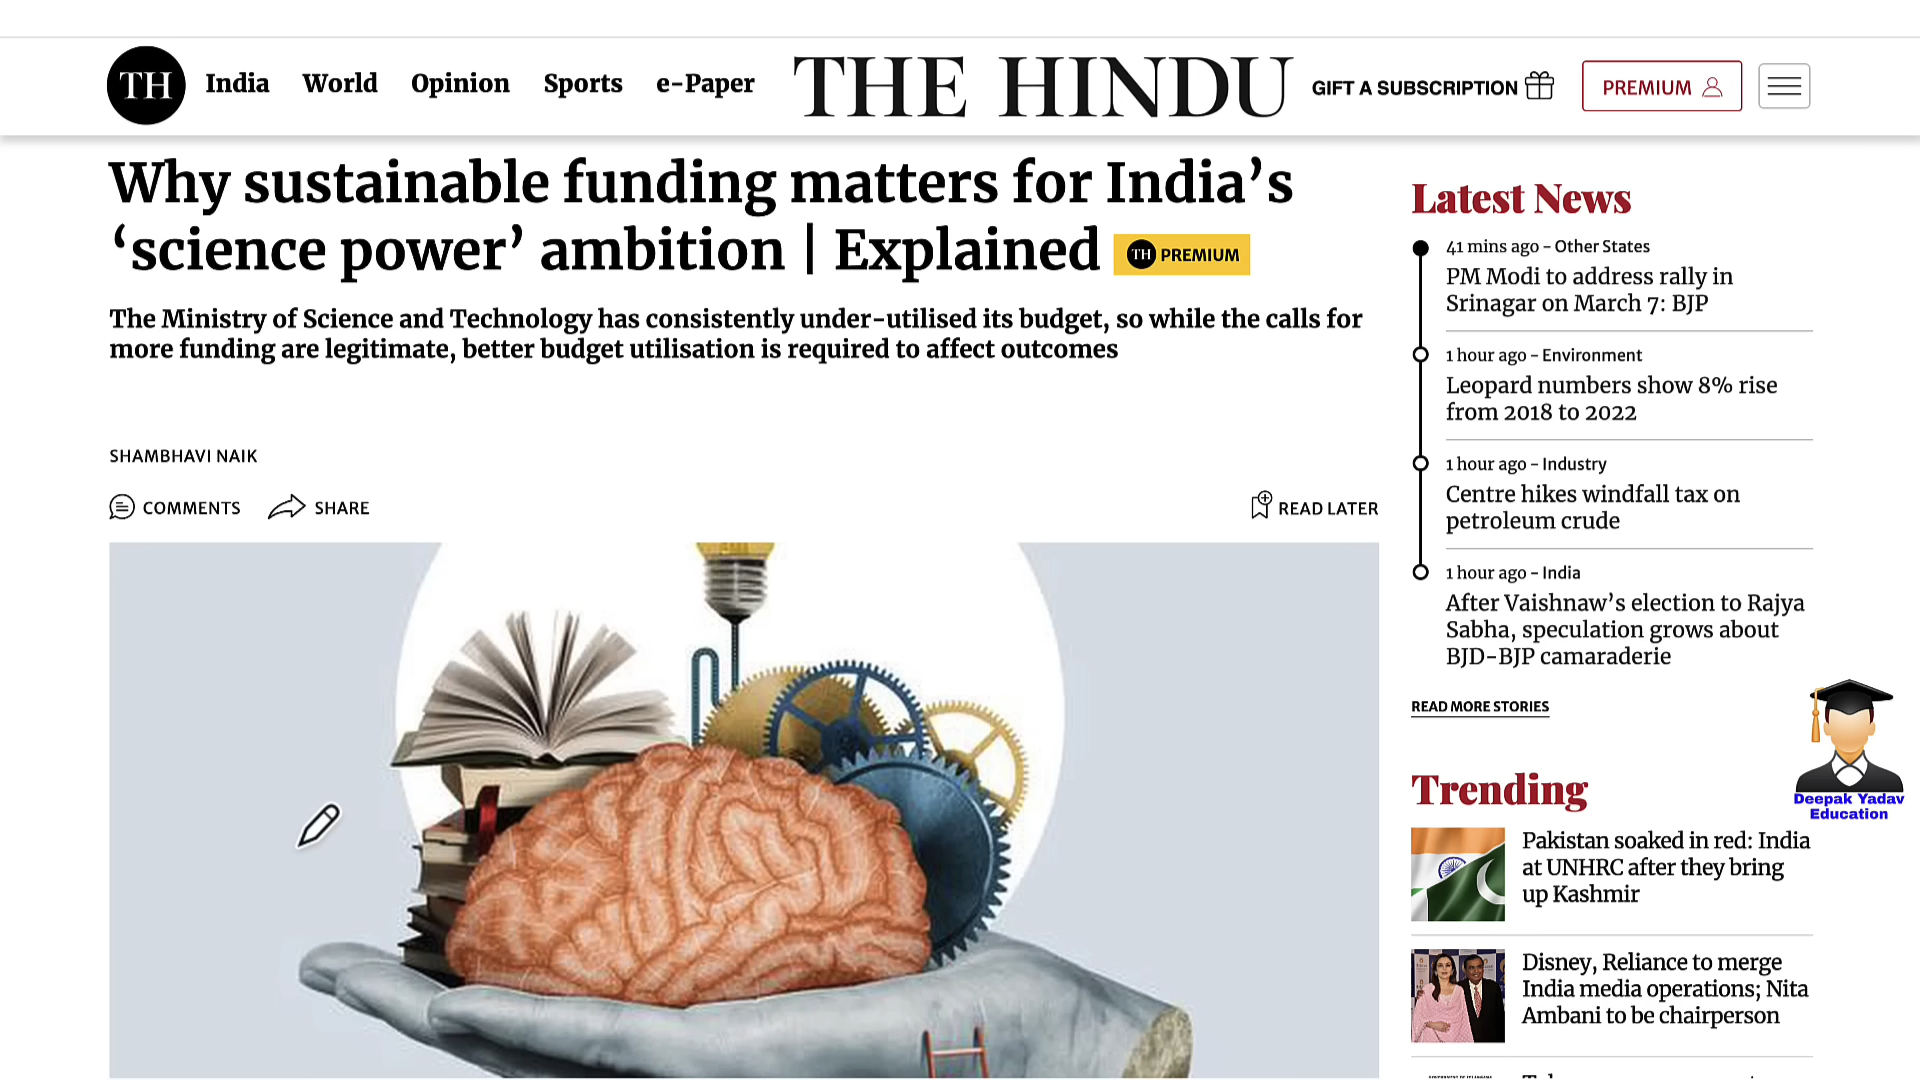 TH India World Opinion Sports e-Paper THE HINDU GIFT A SUBSCRIPTION PREMIUM
Why sustainable funding matters for India’s
‘science power’ ambition | Explained TH PREMIUM
The Ministry of Science and Technology has consistently under-utilised its budget, so while the calls for
more funding are legitimate, better budget utilisation is required to affect outcomes
SHAMBHAVI NAIK
COMMENTS SHARE READ LATER
Latest News
41 mins ago - Other States
PM Modi to address rally in
Srinagar on March 7: BJP
1 hour ago - Environment
Leopard numbers show 8% rise
from 2018 to 2022
1 hour ago - Industry
Centre hikes windfall tax on
petroleum crude
1 hour ago - India
After Vaishnaw’s election to Rajya
Sabha, speculation grows about
BJD-BJP camaraderie
READ MORE STORIES
Deepak Yadav
Education
Trending
Pakistan soaked in red: India
at UNHRC after they bring
up Kashmir
Disney, Reliance to merge
India media operations; Nita
Ambani to be chairperson